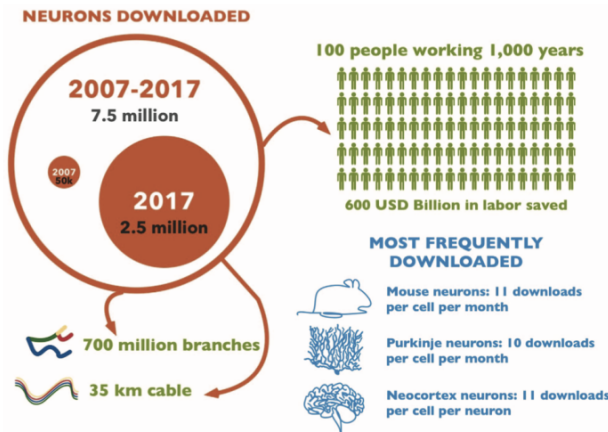 NEURONS DOWNLOADED
2007-2017
7.5 million
2007
50k
2017
2.5 million
700 million branches
35 km cable
100 people working 1,000 years
600 USD Billion in labor saved
MOST FREQUENTLY
DOWNLOADED
Mouse neurons: 11 downloads
per cell per month
Purkinje neurons: 10 downloads
per cell per month
Neocortex neurons: 11 downloads
per cell per neuron